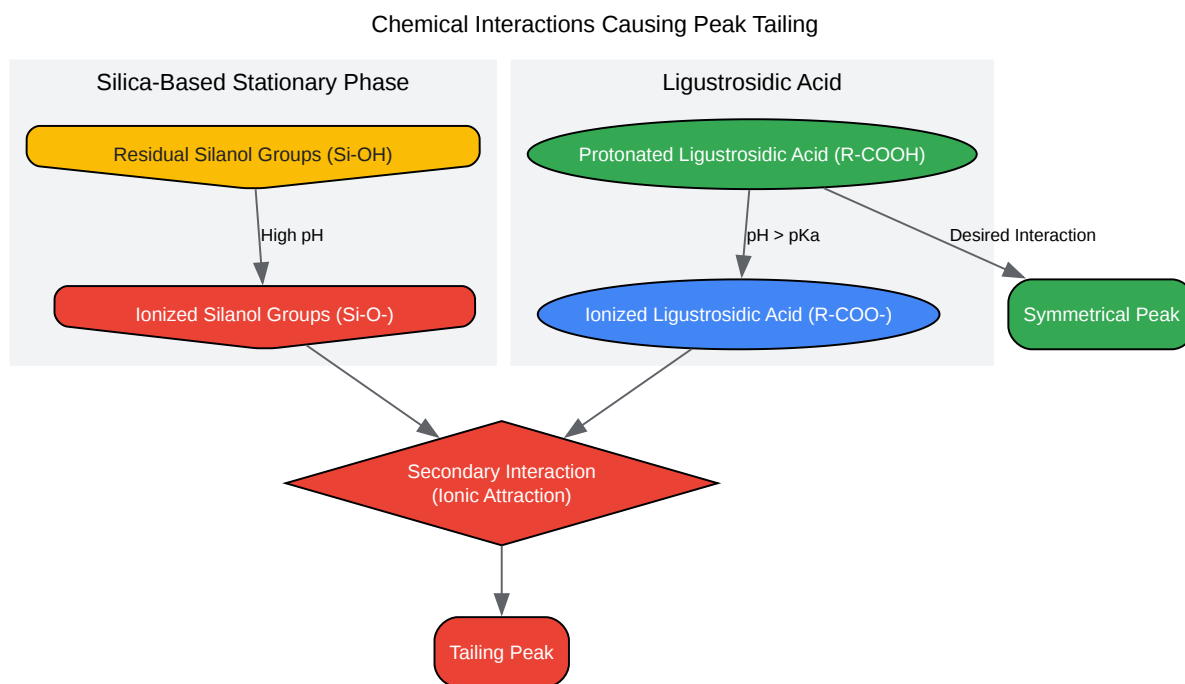 Chemical Interactions Causing Peak Tailing
Silica-Based Stationary Phase
Ligustrosidic Acid
Residual Silanol Groups (Si-OH)
Protonated Ligustrosidic Acid (R-COOH)
High pH
pH > pKa
Desired Interaction
Ionized Silanol Groups (Si-O-)
Ionized Ligustrosidic Acid (R-COO-)
Symmetrical Peak
Secondary Interaction
(Ionic Attraction)
Tailing Peak